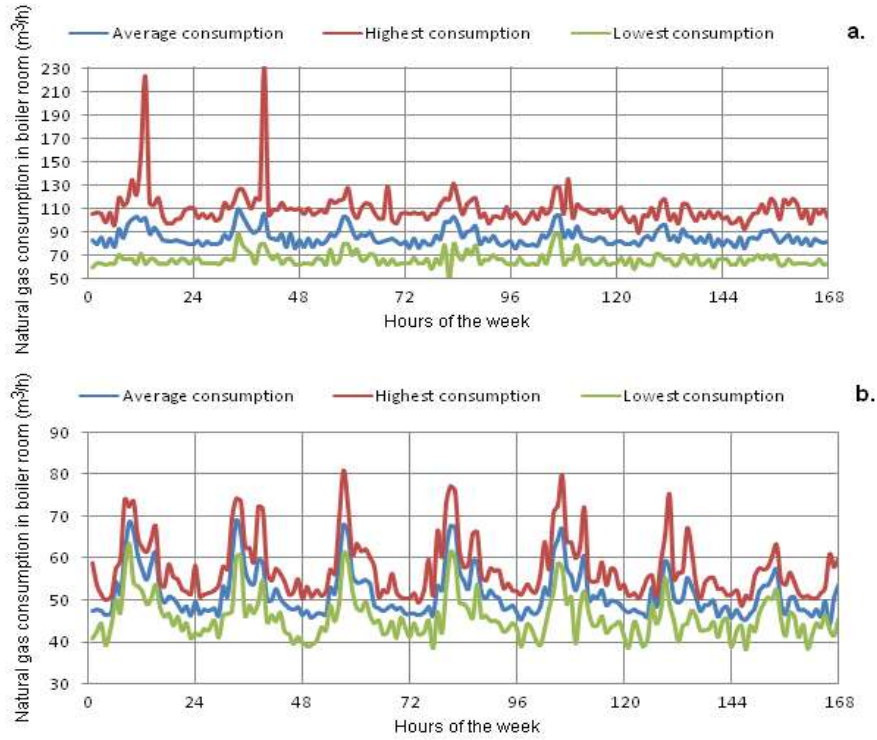 Average consumption Highest consumption Lowest consumption a.
Natural gas consumption in boiler room (m³/h)
230
210
190
170
150
130
110
90
70
50
0 24 48 72 96 120 144 168
Hours of the week
Average consumption Highest consumption Lowest consumption b.
Natural gas consumption in boiler room (m³/h)
90
80
70
60
50
40
30
0 24 48 72 96 120 144 168
Hours of the week